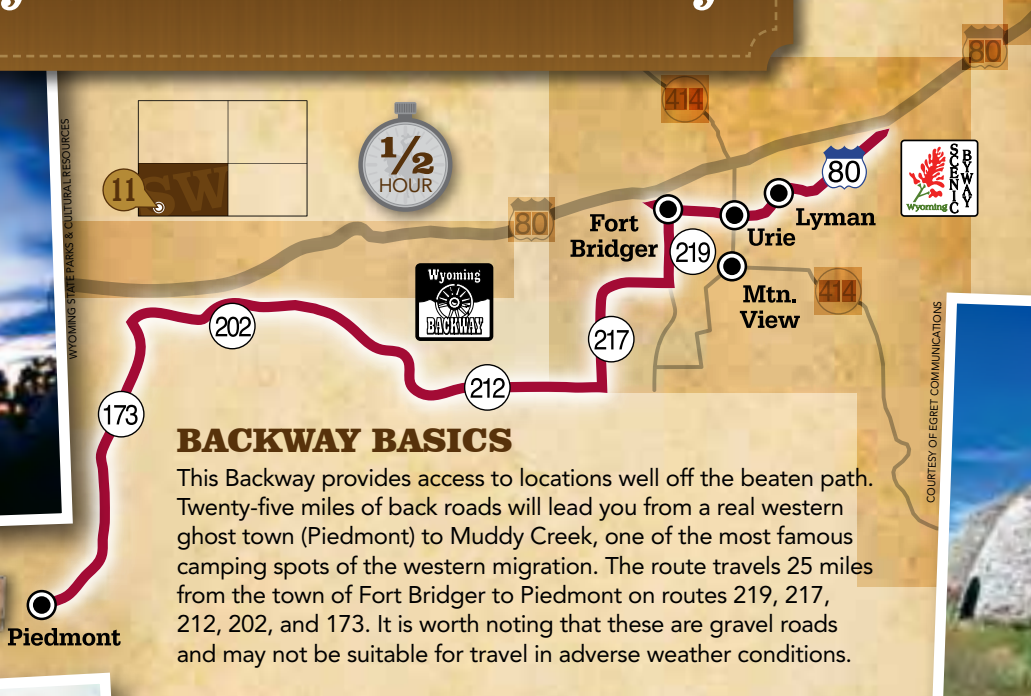 80
414
WYOMING STATE PARKS & CULTURAL RESOURCES
11
SW
1/2
HOUR
80
80
SCENIC
BYWAY
Wyoming
Fort
Bridger
Urie
Lyman
219
Mtn.
View
414
Wyoming
BACKWAY
202
217
212
173
Piedmont
COURTESY OF EGRET COMMUNICATIONS
BACKWAY BASICS
This Backway provides access to locations well off the beaten path.
Twenty-five miles of back roads will lead you from a real western
ghost town (Piedmont) to Muddy Creek, one of the most famous
camping spots of the western migration. The route travels 25 miles
from the town of Fort Bridger to Piedmont on routes 219, 217,
212, 202, and 173. It is worth noting that these are gravel roads
and may not be suitable for travel in adverse weather conditions.